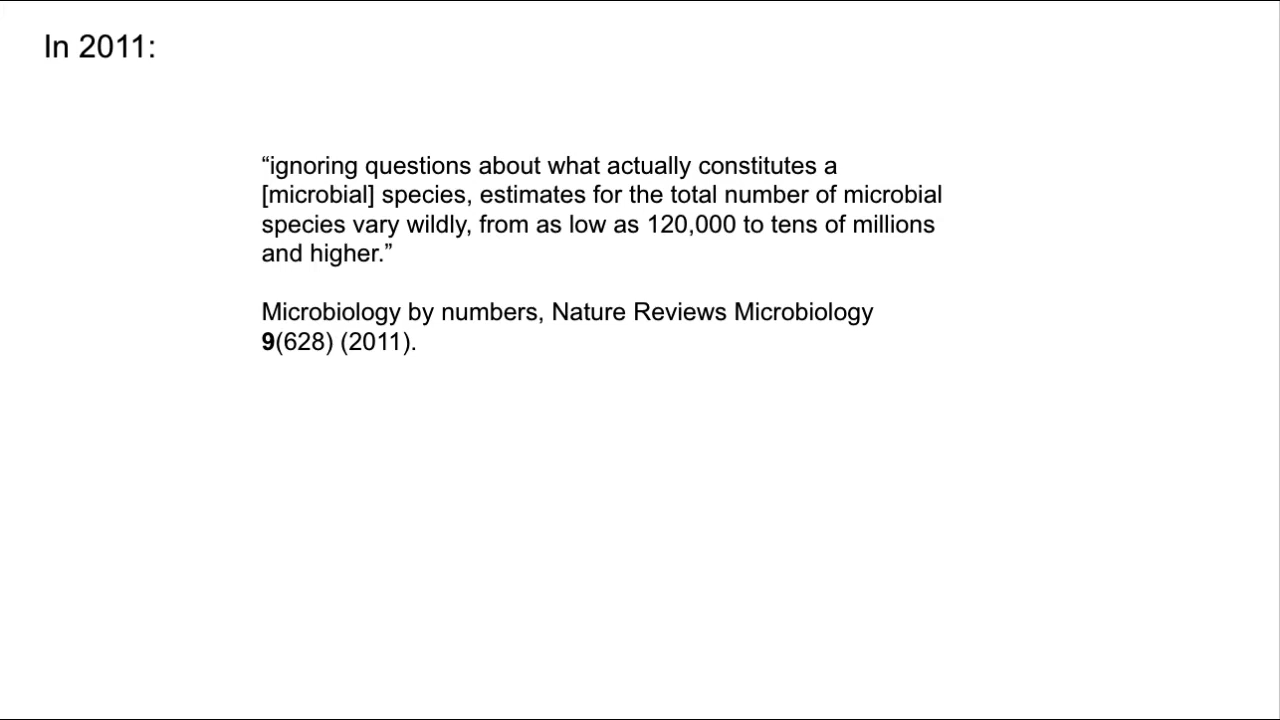 In 2011:
“ignoring questions about what actually constitutes a
[microbial] species, estimates for the total number of microbial
species vary wildly, from as low as 120,000 to tens of millions
and higher.”
Microbiology by numbers, Nature Reviews Microbiology
9(628) (2011).